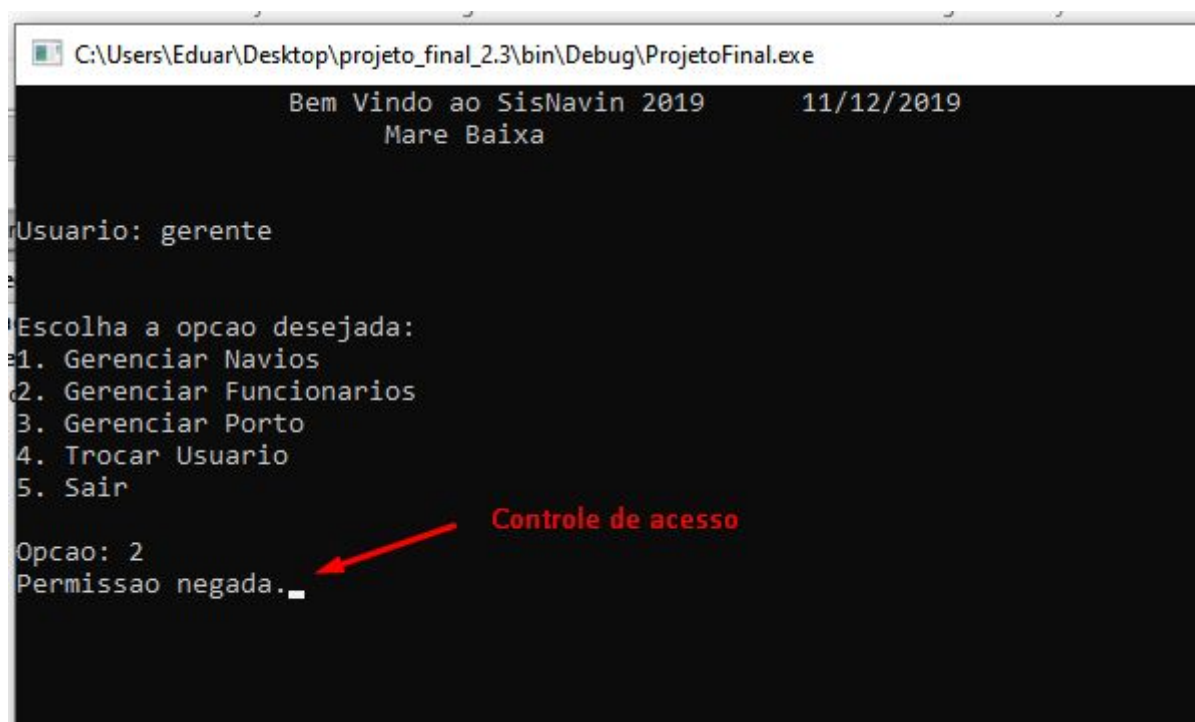 C:\Users\Eduar\Desktop\projeto_final_2.3\bin\Debug\ProjetoFinal.exe
Bem Vindo ao SisNavin 2019 11/12/2019
Mare Baixa
Usuario: gerente
Escolha a opcao desejada:
1. Gerenciar Navios
2. Gerenciar Funcionarios
3. Gerenciar Porto
4. Trocar Usuario
5. Sair
Controle de acesso
Opcao: 2
Permissao negada.